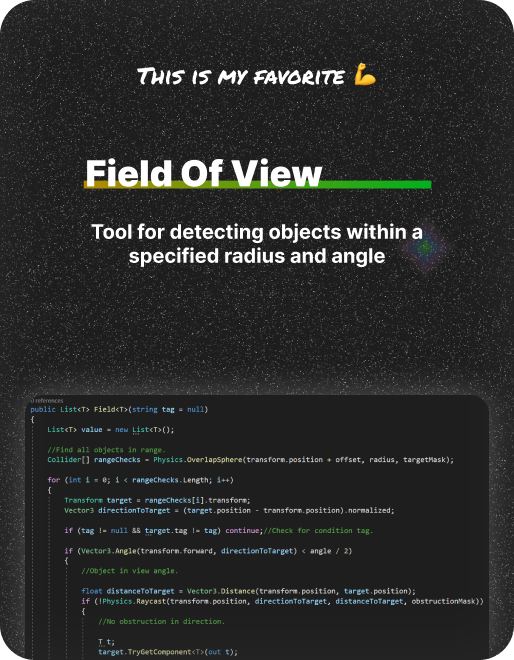 This is my favorite 💪
Field Of View
Tool for detecting objects within a
specified radius and angle
0 references
public List<T> Field<T>(string tag = null)
{
List<T> value = new List<T>();
//Find all objects in range.
Collider[] rangeChecks = Physics.OverlapSphere(transform.position + offset, radius, targetMask);
for (int i = 0; i < rangeChecks.Length; i++)
{
Transform target = rangeChecks[i].transform;
Vector3 directionToTarget = (target.position - transform.position).normalized;
if (tag != null && target.tag != tag) continue;//Check for condition tag.
if (Vector3.Angle(transform.forward, directionToTarget) < angle / 2)
{
//Object in view angle.
float distanceToTarget = Vector3.Distance(transform.position, target.position);
if (!Physics.Raycast(transform.position, directionToTarget, distanceToTarget, obstructionMask))
{
//No obstruction in direction.
T t;
target.TryGetComponent<T>(out t);